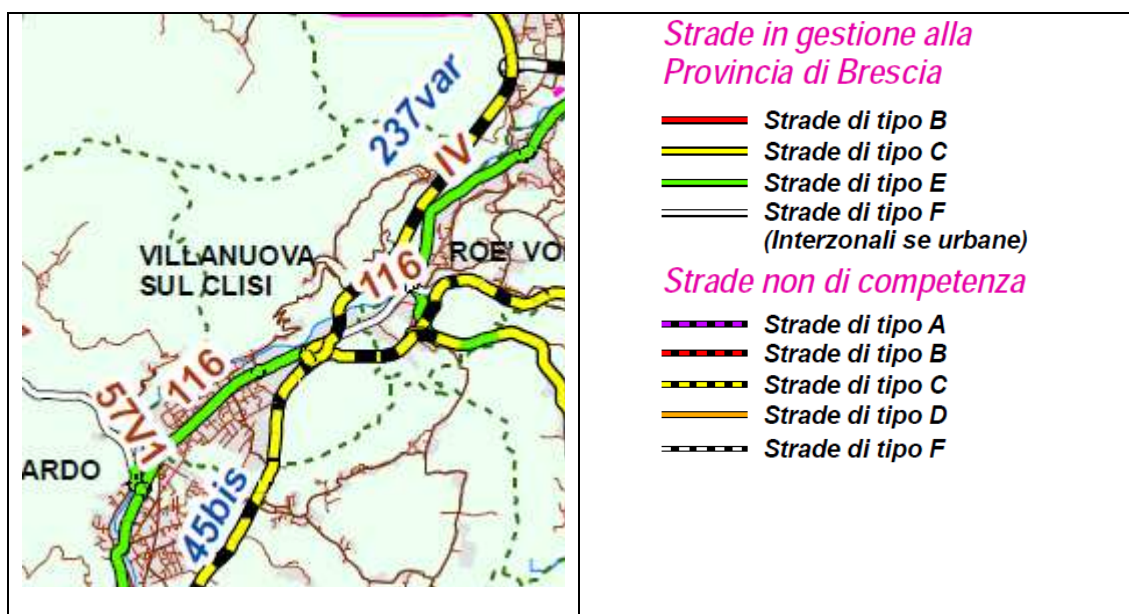 237var
IV
VILLANUOVA
SUL CLISI
ROE' VO
116
116
57V1
ARDO
45bis
Strade in gestione alla
Provincia di Brescia
Strade di tipo B
Strade di tipo C
Strade di tipo E
Strade di tipo F
(Interzonali se urbane)
Strade non di competenza
Strade di tipo A
Strade di tipo B
Strade di tipo C
Strade di tipo D
Strade di tipo F